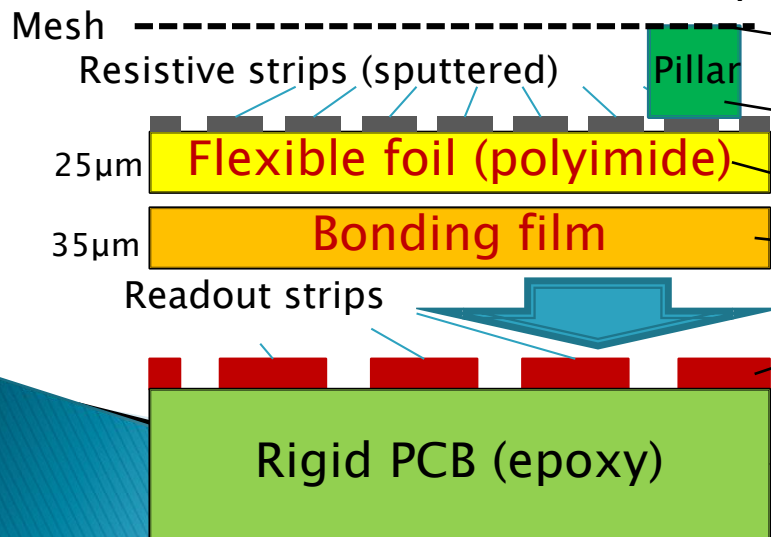 Mesh
Resistive strips (sputtered)
Pillar
25µm
Flexible foil (polyimide)
35µm
Bonding film
Readout strips
Rigid PCB (epoxy)